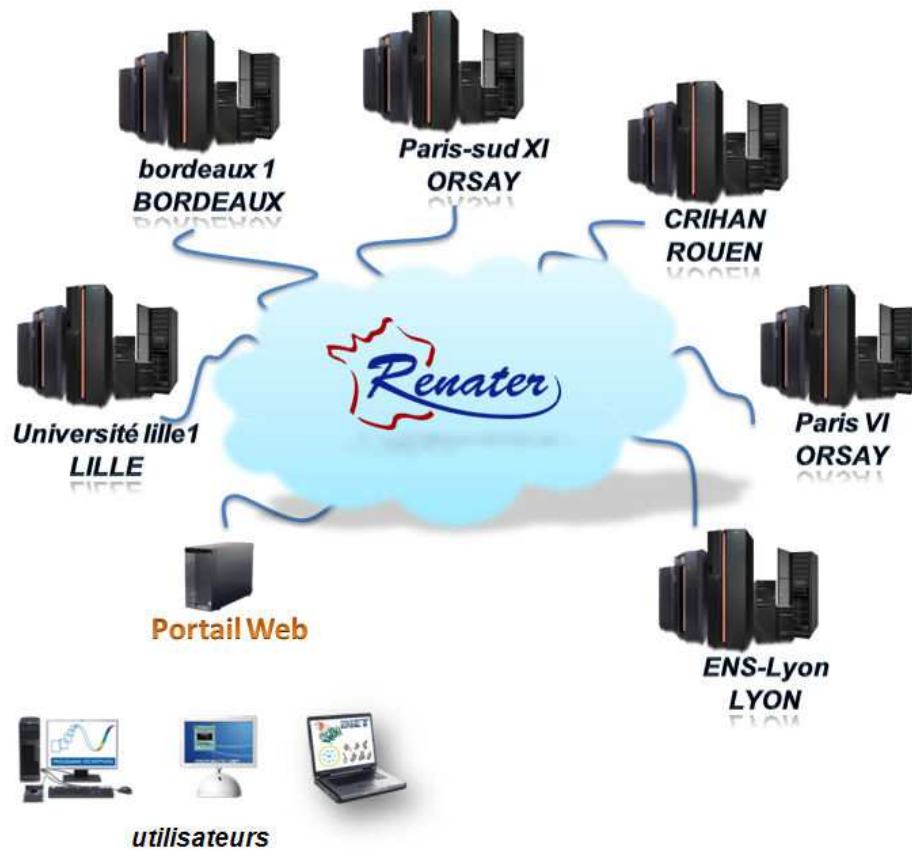 bordeaux 1
BORDEAUX
Paris-sud XI
ORSAY
CRIHAN
ROUEN
Université lille1
LILLE
Renater
Paris VI
ORSAY
Portail Web
ENS-Lyon
LYON
DIET
utilisateurs